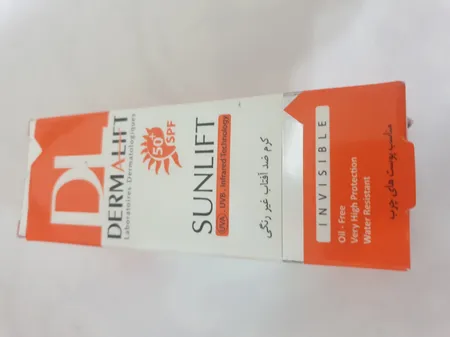 DL
DERMALIFT
Laboratoires Dermatologiques
50+
SPF
SUNLIFT
UVA - UVB - Infrared Technology
کرم ضد آفتاب غیر رنگی
INVISIBLE
Oil - Free
Very High Protection
Water Resistant
مناسب پوست های چرب